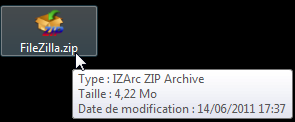 FileZilla.zip
Type : IZArc ZIP Archive
Taille : 4,22 Mo
Date de modification : 14/06/2011 17:37